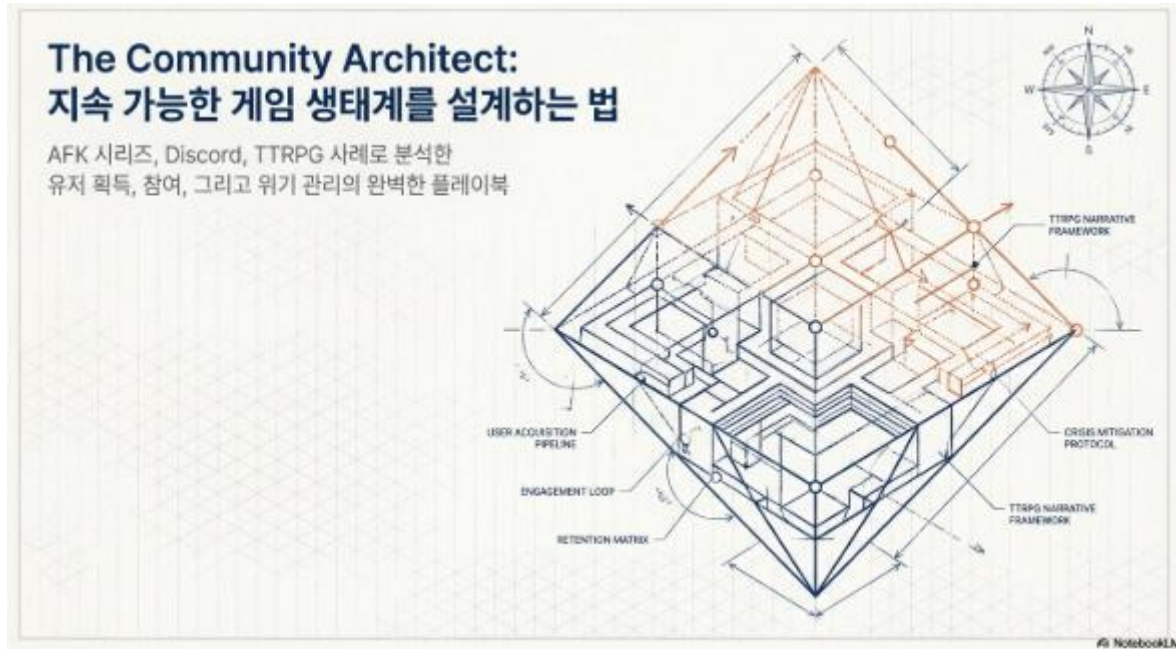 The Community Architect:
지속 가능한 게임 생태계를 설계하는 법
AFK 시리즈, Discord, TTRPG 사례로 분석한
유저 획득, 참여, 그리고 위기 관리의 완벽한 플레이북
N
W
E
S
TTRPG NARRATIVE
FRAMEWORK
USER ACQUISITION
PIPELINE
CRISIS MITIGATION
PROTOCOL
ENGAGEMENT LOOP
TTRPG NARRATIVE
FRAMEWORK
RETENTION MATRIX
NotebookLM